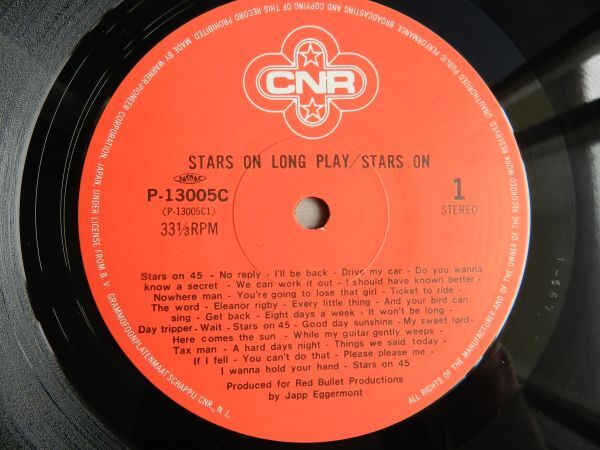 CNR
STARS ON LONG PLAY/STARS ON
JASRAC
P-13005C
(P-13005C1)
33⅓RPM
1
STEREO
Stars on 45 - No reply - I'll be back - Drive my car - Do you wanna
know a secret - We can work it out - I should have known better -
Nowhere man - You're going to lose that girl - Ticket to ride -
The word - Eleanor rigby - Every little thing - And your bird can
sing - Get back - Eight days a week - It won't be long -
Day tripper - Wait - Stars on 45 - Good day sunshine - My sweet lord -
Here comes the sun - While my guitar gently weeps -
Tax man - A hard days night - Things we said today -
If I fell - You can't do that - Please please me -
I wanna hold your hand - Stars on 45
Produced for Red Bullet Productions
by Japp Eggermont
ALL RIGHTS OF THE MANUFACTURER AND OF THE OWNER OF THE RECORDED WORK RESERVED. UNAUTHORIZED PUBLIC PERFORMANCE, BROADCASTING AND COPYING OF THIS RECORD PROHIBITED. MADE BY WARNER-PIONEER CORPORATION, JAPAN. UNDER LICENSE FROM B.V. GRAMMOFOONPLATENMAATSCHAPPIJ CNR., N.L.